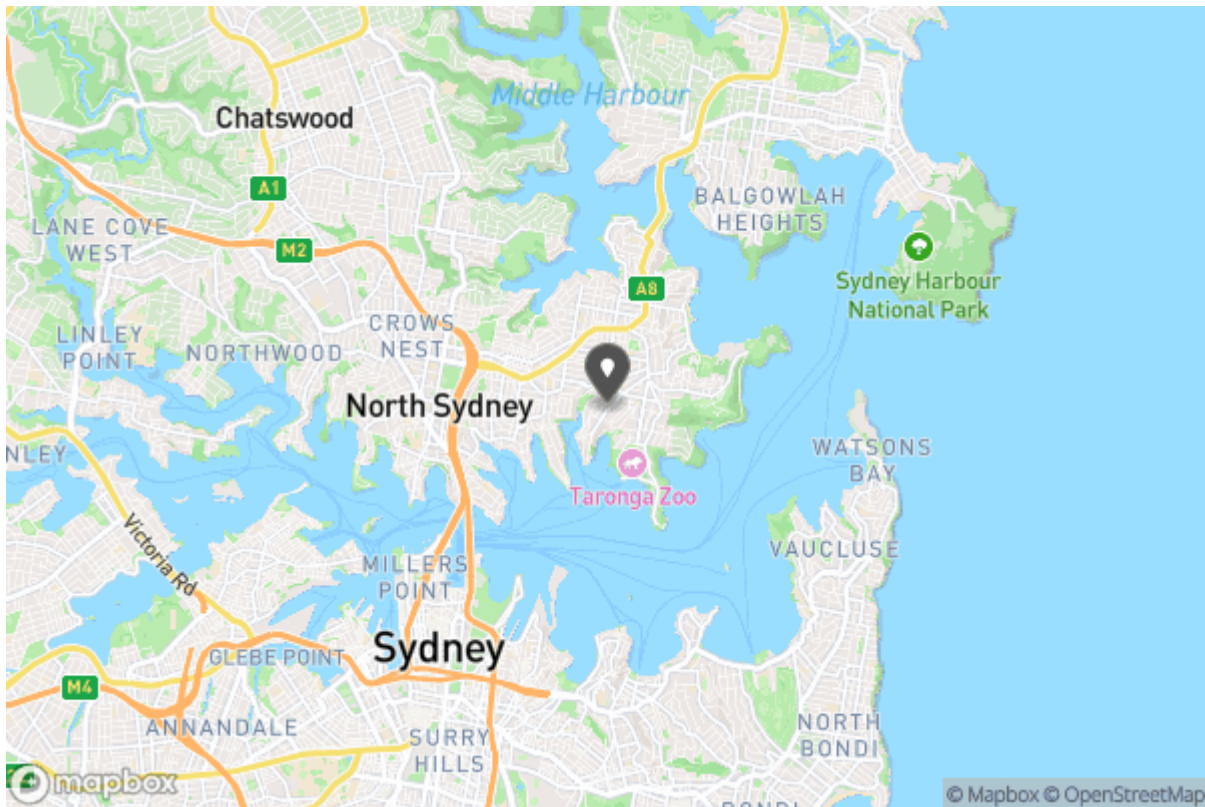 Middle Harbour
Chatswood
A1
BALGOWLAH
HEIGHTS
LANE COVE
WEST
M2
Sydney Harbour
National Park
A8
CROWS
NEST
LINLEY
POINT
NORTHWOOD
North Sydney
WATSONS
BAY
NLEY
Taronga Zoo
Victoria Rd
VAUCLUSE
MILLERS
POINT
Sydney
GLEBE POINT
M4
ANNANDALE
SURRY
HILLS
NORTH
BONDI
mapbox
© Mapbox © OpenStreetMap